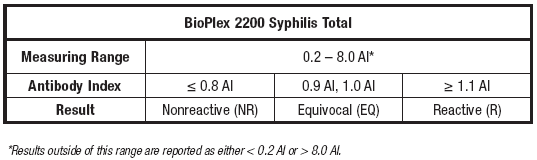 BioPlex 2200 Syphilis Total
Measuring Range 0.2 – 8.0 AI*
Antibody Index ≤ 0.8 AI 0.9 AI, 1.0 AI ≥ 1.1 AI
Result Nonreactive (NR) Equivocal (EQ) Reactive (R)
*Results outside of this range are reported as either < 0.2 AI or > 8.0 AI.